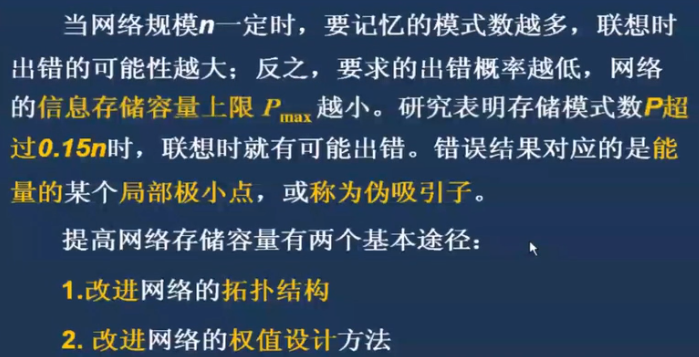 当网络规模n一定时，要记忆的模式数越多，联想时
出错的可能性越大；反之，要求的出错概率越低，网络
的信息存储容量上限 Pmax 越小。研究表明存储模式数P超
过0.15n时，联想时就有可能出错。错误结果对应的是能
量的某个局部极小点，或称为伪吸引子。
提高网络存储容量有两个基本途径：
1.改进网络的拓扑结构
2. 改进网络的权值设计方法